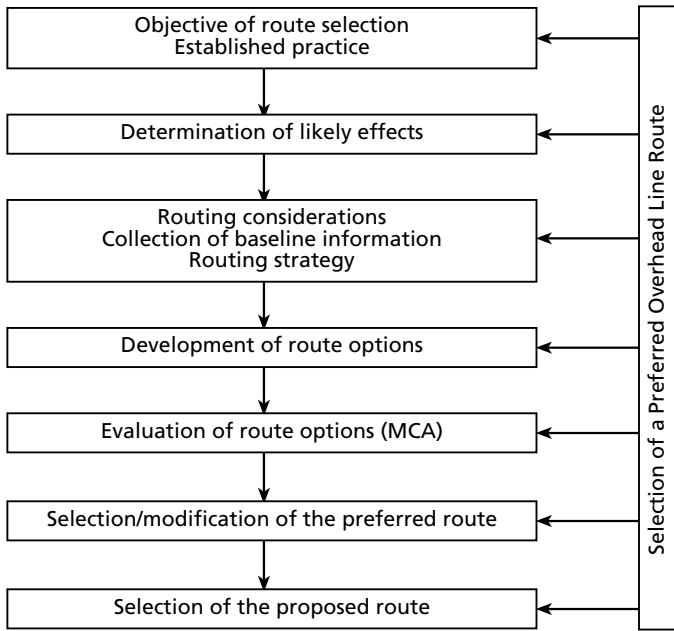 Objective of route selection
Established practice
Determination of likely effects
Routing considerations
Collection of baseline information
Routing strategy
Development of route options
Evaluation of route options (MCA)
Selection/modification of the preferred route
Selection of the proposed route
Selection of a Preferred Overhead Line Route